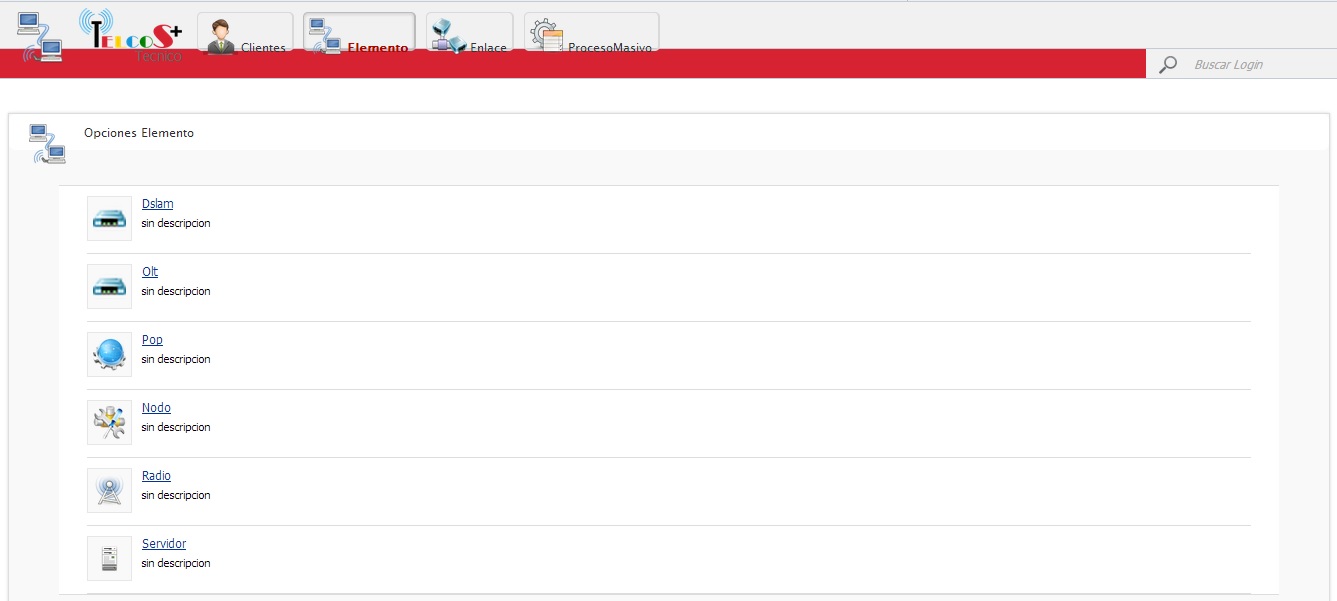 TELCOS+
Técnico
Clientes
Elemento
Enlace
ProcesoMasivo
Buscar Login
Opciones Elemento
Dslam
sin descripcion
Olt
sin descripcion
Pop
sin descripcion
Nodo
sin descripcion
Radio
sin descripcion
Servidor
sin descripcion